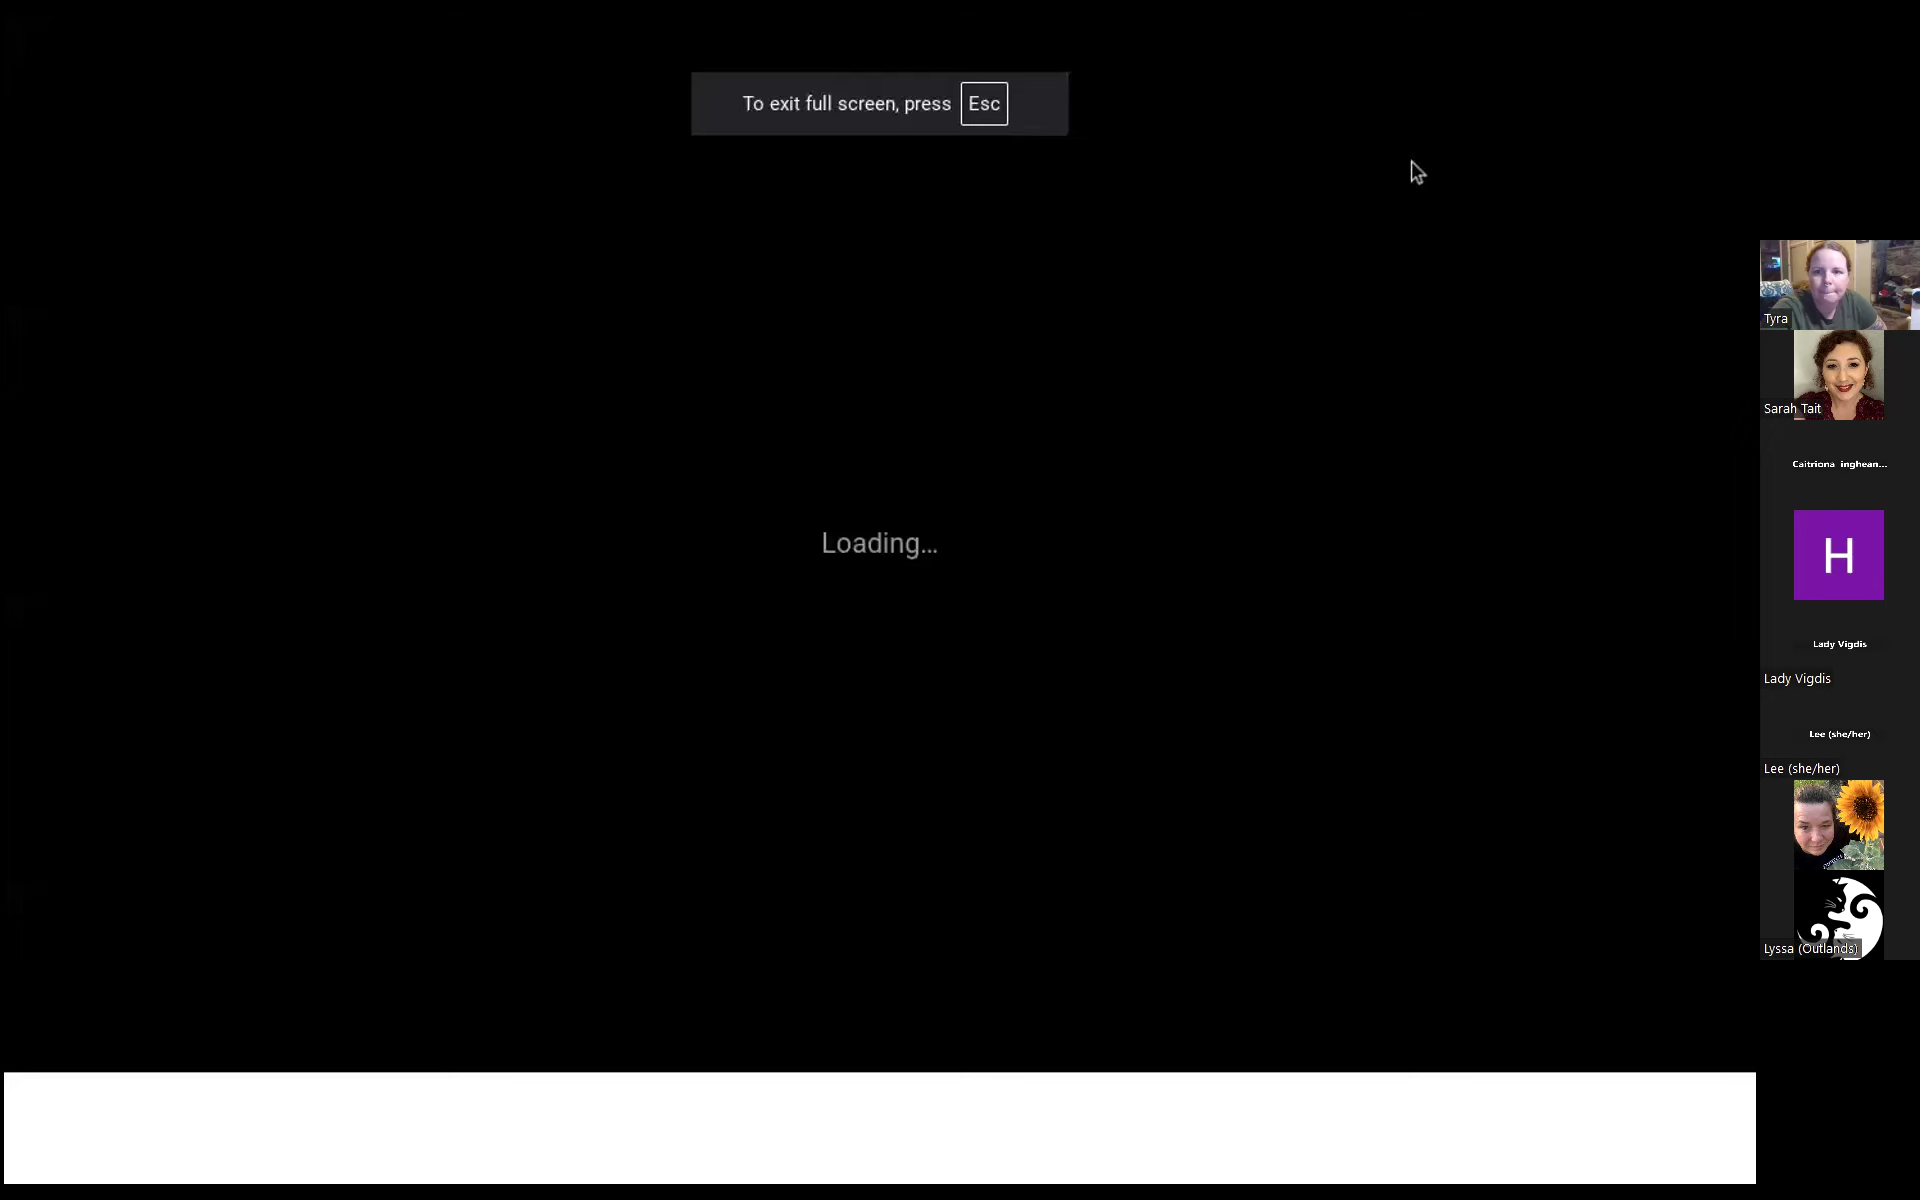 To exit full screen, press Esc
Loading...
Tyra
Sarah Tait
Caitriona inghean...
H
Lady Vigdis
Lady Vigdis
Lee (she/her)
Lee (she/her)
Lyssa (Outlands)